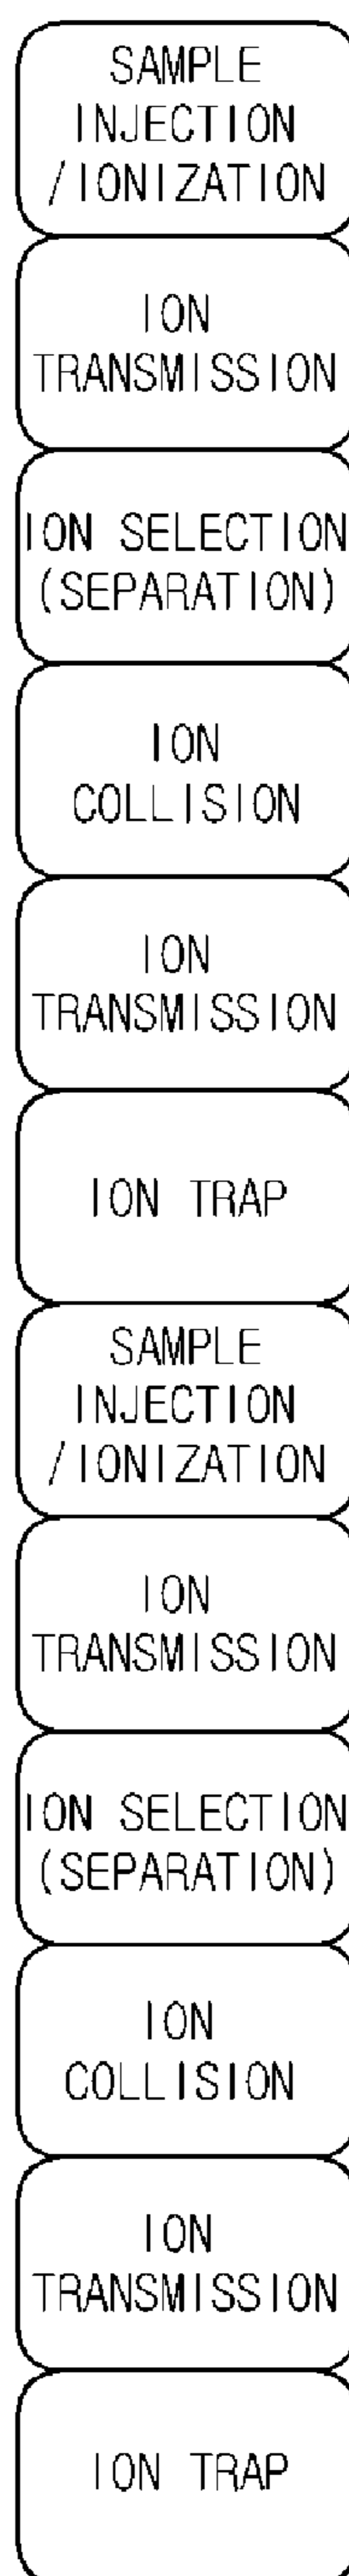 SAMPLE
INJECTION
/IONIZATION
ION
TRANSMISSION
ION SELECTION
(SEPARATION)
ION
COLLISION
ION
TRANSMISSION
ION TRAP
SAMPLE
INJECTION
/IONIZATION
ION
TRANSMISSION
ION SELECTION
(SEPARATION)
ION
COLLISION
ION
TRANSMISSION
ION TRAP